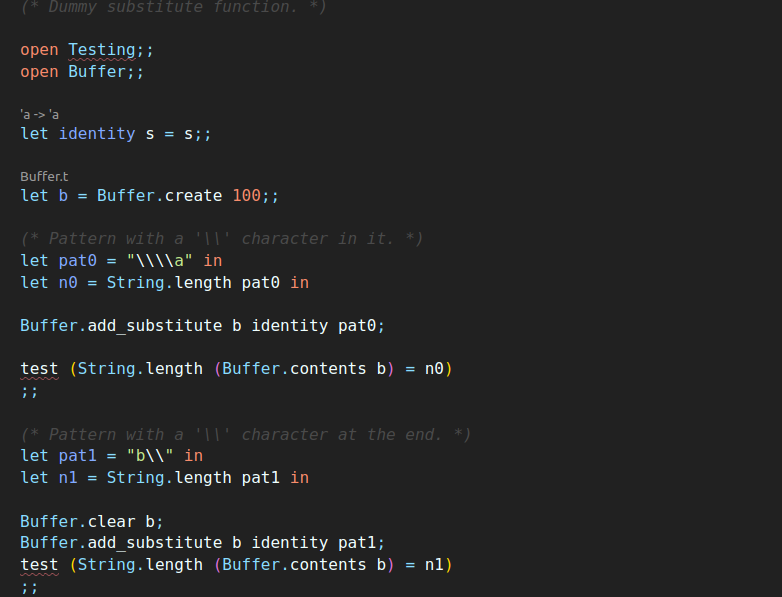 (* Dummy substitute function. *)
open Testing;;
open Buffer;;
'a -> 'a
let identity s = s;;
Buffer.t
let b = Buffer.create 100;;
(* Pattern with a '\\' character in it. *)
let pat0 = "\\\\a" in
let n0 = String.length pat0 in
Buffer.add_substitute b identity pat0;
test (String.length (Buffer.contents b) = n0)
;;
(* Pattern with a '\\' character at the end. *)
let pat1 = "b\\" in
let n1 = String.length pat1 in
Buffer.clear b;
Buffer.add_substitute b identity pat1;
test (String.length (Buffer.contents b) = n1)
;;